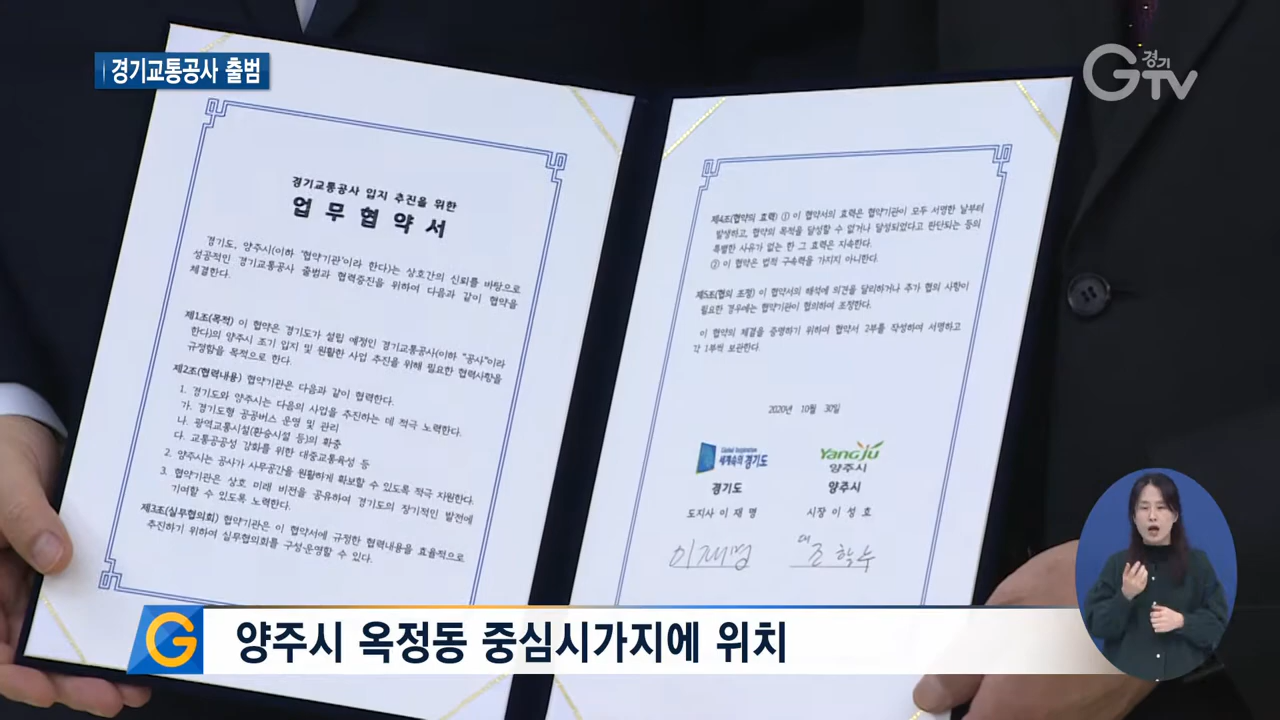 경기교통공사 출범
경기
GTV
경기교통공사 입지 추진을 위한
업 무 협 약 서
경기도, 양주시(이하 '협약기관'이라 한다)는 상호간의 신뢰를 바탕으로
성공적인 경기교통공사 출범과 협력증진을 위하여 다음과 같이 협약을
체결한다.
제1조(목적) 이 협약은 경기도가 설립 예정인 경기교통공사(이하 "공사"이라
한다)의 양주시 조기 입지 및 원활한 사업 추진을 위해 필요한 협력사항을
규정함을 목적으로 한다.
제2조(협력내용) 협약기관은 다음과 같이 협력한다.
1. 경기도와 양주시는 다음의 사업을 추진하는 데 적극 노력한다.
가. 경기도형 공공버스 운영 및 관리
나. 광역교통시설(환승시설 등)의 확충
다. 교통공공성 강화를 위한 대중교통육성 등
2. 양주시는 공사가 사무공간을 원활하게 확보할 수 있도록 적극 지원한다.
3. 협약기관은 상호 미래 비전을 공유하여 경기도의 장기적인 발전에
기여할 수 있도록 노력한다.
제3조(실무협의회) 협약기관은 이 협약서에 규정한 협력내용을 효율적으로
추진하기 위하여 실무협의회를 구성·운영할 수 있다.
제4조(협약의 효력) ① 이 협약서의 효력은 협약기관이 모두 서명한 날부터
발생하고, 협약의 목적을 달성할 수 없거나 달성되었다고 판단되는 등의
특별한 사유가 없는 한 그 효력은 지속한다.
② 이 협약은 법적 구속력을 가지지 아니한다.
제5조(협의 조정) 이 협약서의 해석에 의견을 달리하거나 추가 협의 사항이
필요한 경우에는 협약기관이 협의하여 조정한다.
이 협약의 체결을 증명하기 위하여 협약서 2부를 작성하여 서명하고
각 1부씩 보관한다.
2020년 10월 30일
Global Inspiration
세계속의 경기도
YangJu
양주시
경기도
양주시
도지사 이 재 명
시장 이 성 호
이재명
대 조학수
G
양주시 옥정동 중심시가지에 위치